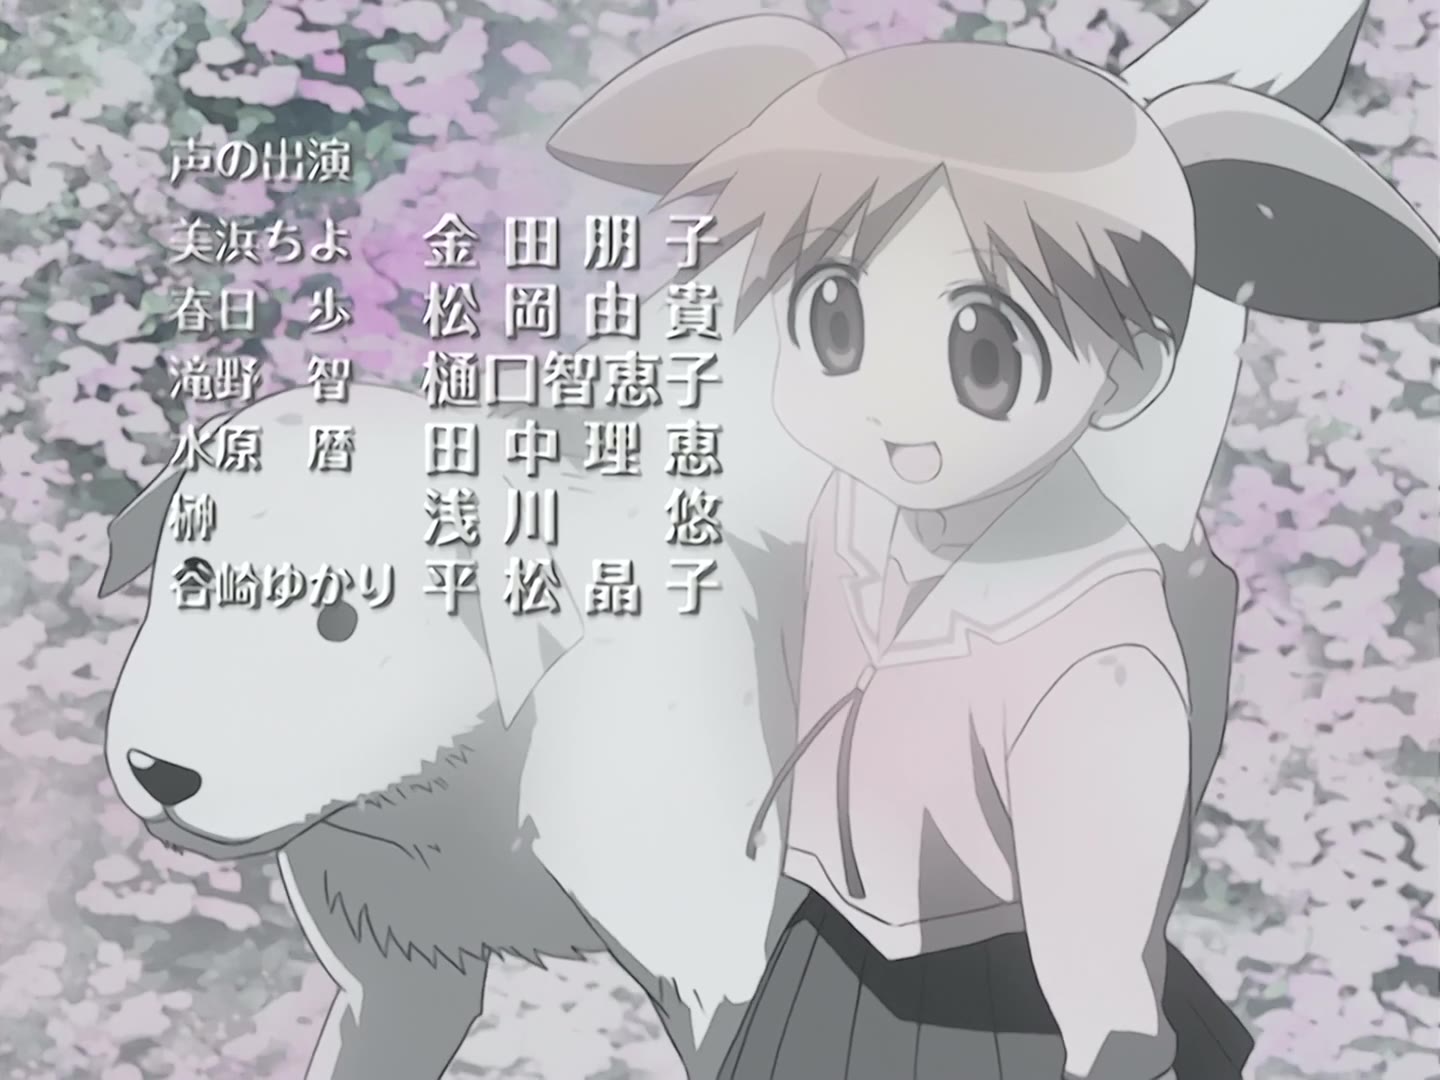 声の出演
美浜ちよ 金田朋子
春日 歩 松岡由貴
滝野 智 樋口智恵子
水原 暦 田中理恵
榊 浅川 悠
谷崎ゆかり 平松晶子